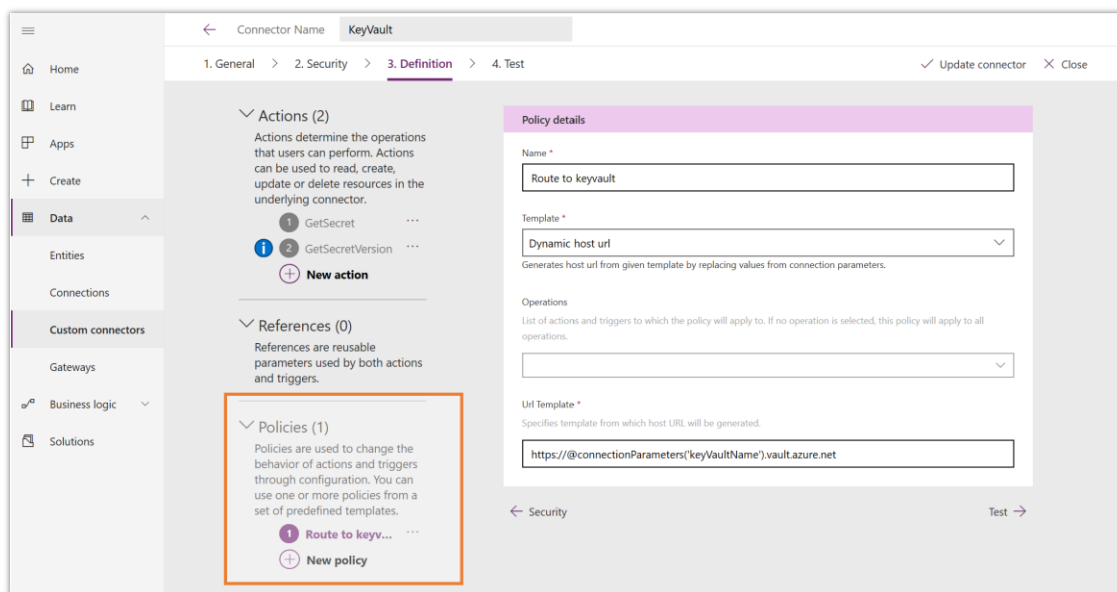 Connector Name
KeyVault
Home
Learn
Apps
Create
Data
Entities
Connections
Custom connectors
Gateways
Business logic
Solutions
1. General
2. Security
3. Definition
4. Test
Update connector
Close
Actions (2)
Actions determine the operations
that users can perform. Actions
can be used to read, create,
update or delete resources in the
underlying connector.
1 GetSecret ...
i 2 GetSecretVersion ...
New action
References (0)
References are reusable
parameters used by both actions
and triggers.
Policies (1)
Policies are used to change the
behavior of actions and triggers
through configuration. You can
use one or more policies from a
set of predefined templates.
1 Route to keyv... ...
New policy
Policy details
Name *
Route to keyvault
Template *
Dynamic host url
Generates host url from given template by replacing values from connection parameters.
Operations
List of actions and triggers to which the policy will apply to. If no operation is selected, this policy will apply to all
operations.
Url Template *
Specifies template from which host URL will be generated.
https://@connectionParameters('keyVaultName').vault.azure.net
Security
Test